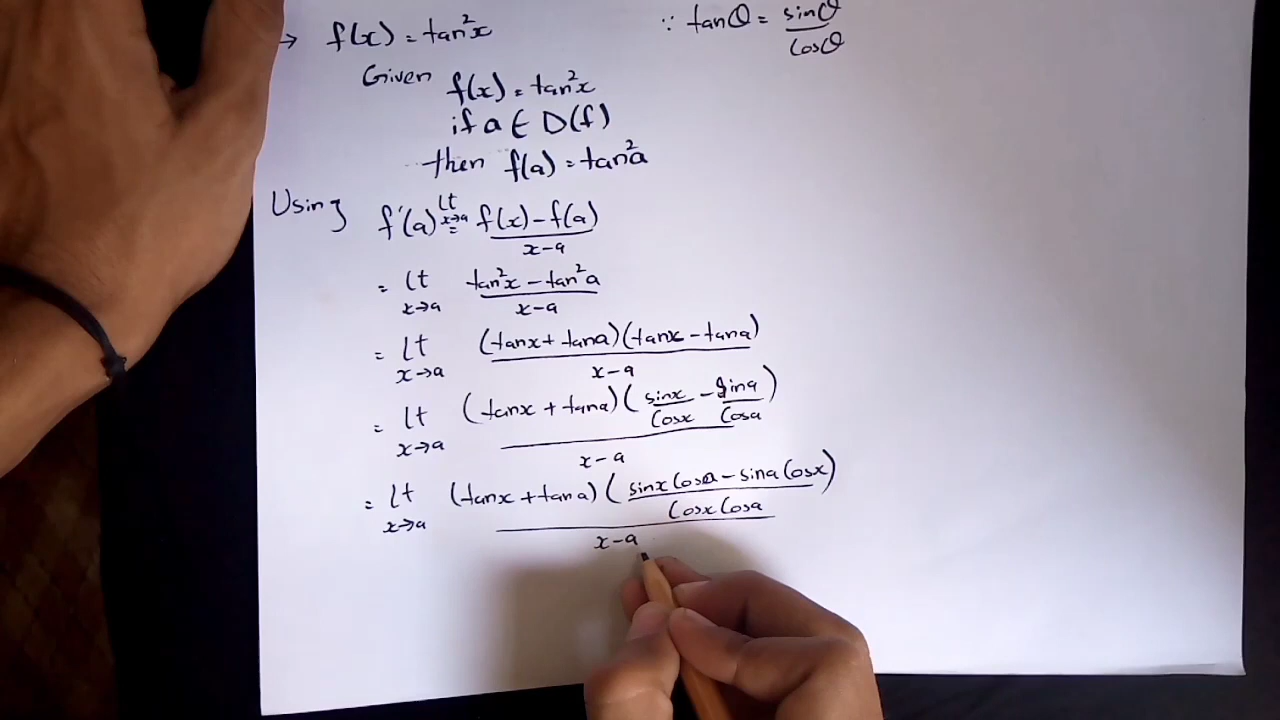 → f(x) = tan²x
∵ tanθ = sinθ / cosθ
Given f(x) = tan²x
if a ∈ D(f)
then f(a) = tan²a
Using f'(a) = lt x→a f(x) - f(a) / x-a
= lt x→a tan²x - tan²a / x-a
= lt x→a (tanx + tana)(tanx - tana) / x-a
= lt x→a (tanx + tana)(sinx / cosx - sina / cosa) / x-a
= lt x→a (tanx + tana)(sinx cosa - sina cosx / cosx cosa) / x-a